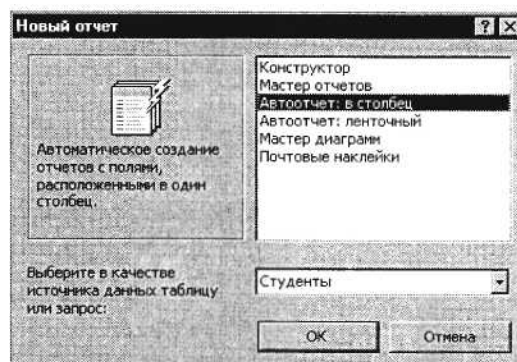 Новый отчет
Автоматическое создание
отчетов с полями,
расположенными в один
столбец.
Конструктор
Мастер отчетов
Автоотчет: в столбец
Автоотчет: ленточный
Мастер диаграмм
Почтовые наклейки
Выберите в качестве
источника данных таблицу
или запрос:
Студенты
ОК
Отмена